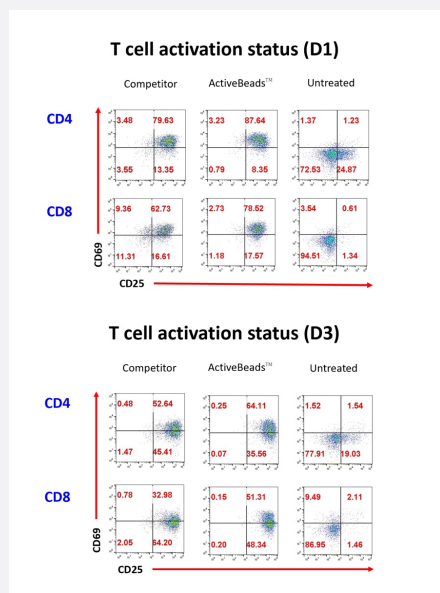 T cell activation status (D1)
Competitor ActiveBeads™ Untreated
CD4
3.48 79.63 3.23 87.64 1.37 1.23
3.55 13.35 0.79 8.35 72.53 24.87
CD8
9.36 62.73 2.73 78.52 3.54 0.61
11.31 16.61 1.18 17.57 94.51 1.34
CD69
CD25
T cell activation status (D3)
Competitor ActiveBeads™ Untreated
CD4
0.48 52.64 0.25 64.11 1.52 1.54
1.47 45.41 0.07 35.56 77.91 19.03
CD8
0.78 32.98 0.15 51.31 9.49 2.11
2.05 64.20 0.20 48.34 86.95 1.46
CD69
CD25